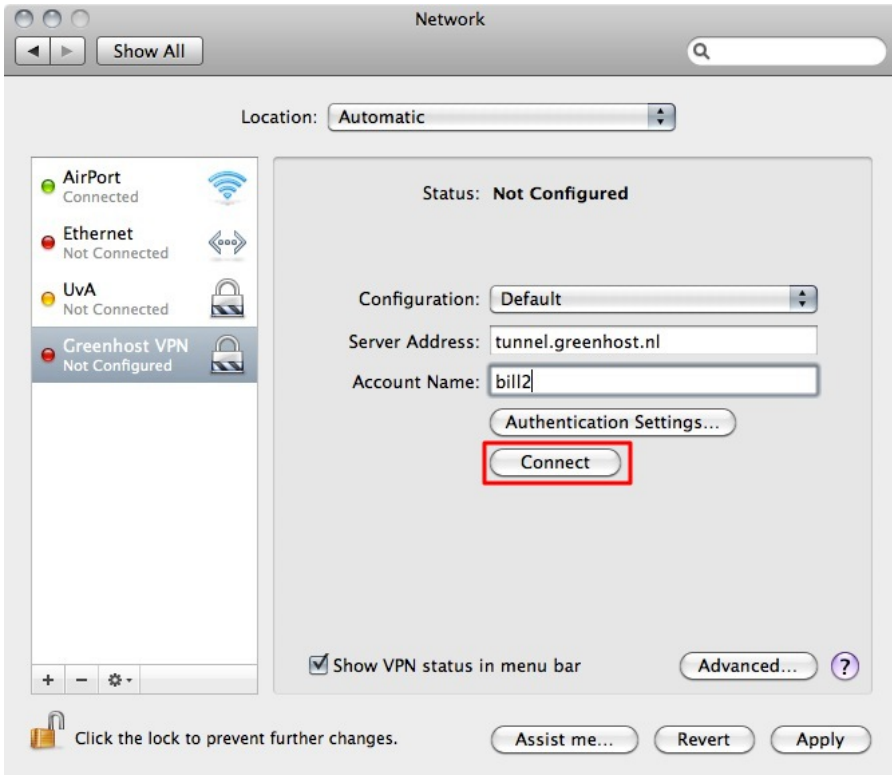 Network
Show All
Location: Automatic
AirPort
Connected
Ethernet
Not Connected
UvA
Not Connected
Greenhost VPN
Not Configured
Status: Not Configured
Configuration: Default
Server Address: tunnel.greenhost.nl
Account Name: bill2
Authentication Settings...
Connect
Show VPN status in menu bar
Advanced...
?
Click the lock to prevent further changes.
Assist me...
Revert
Apply